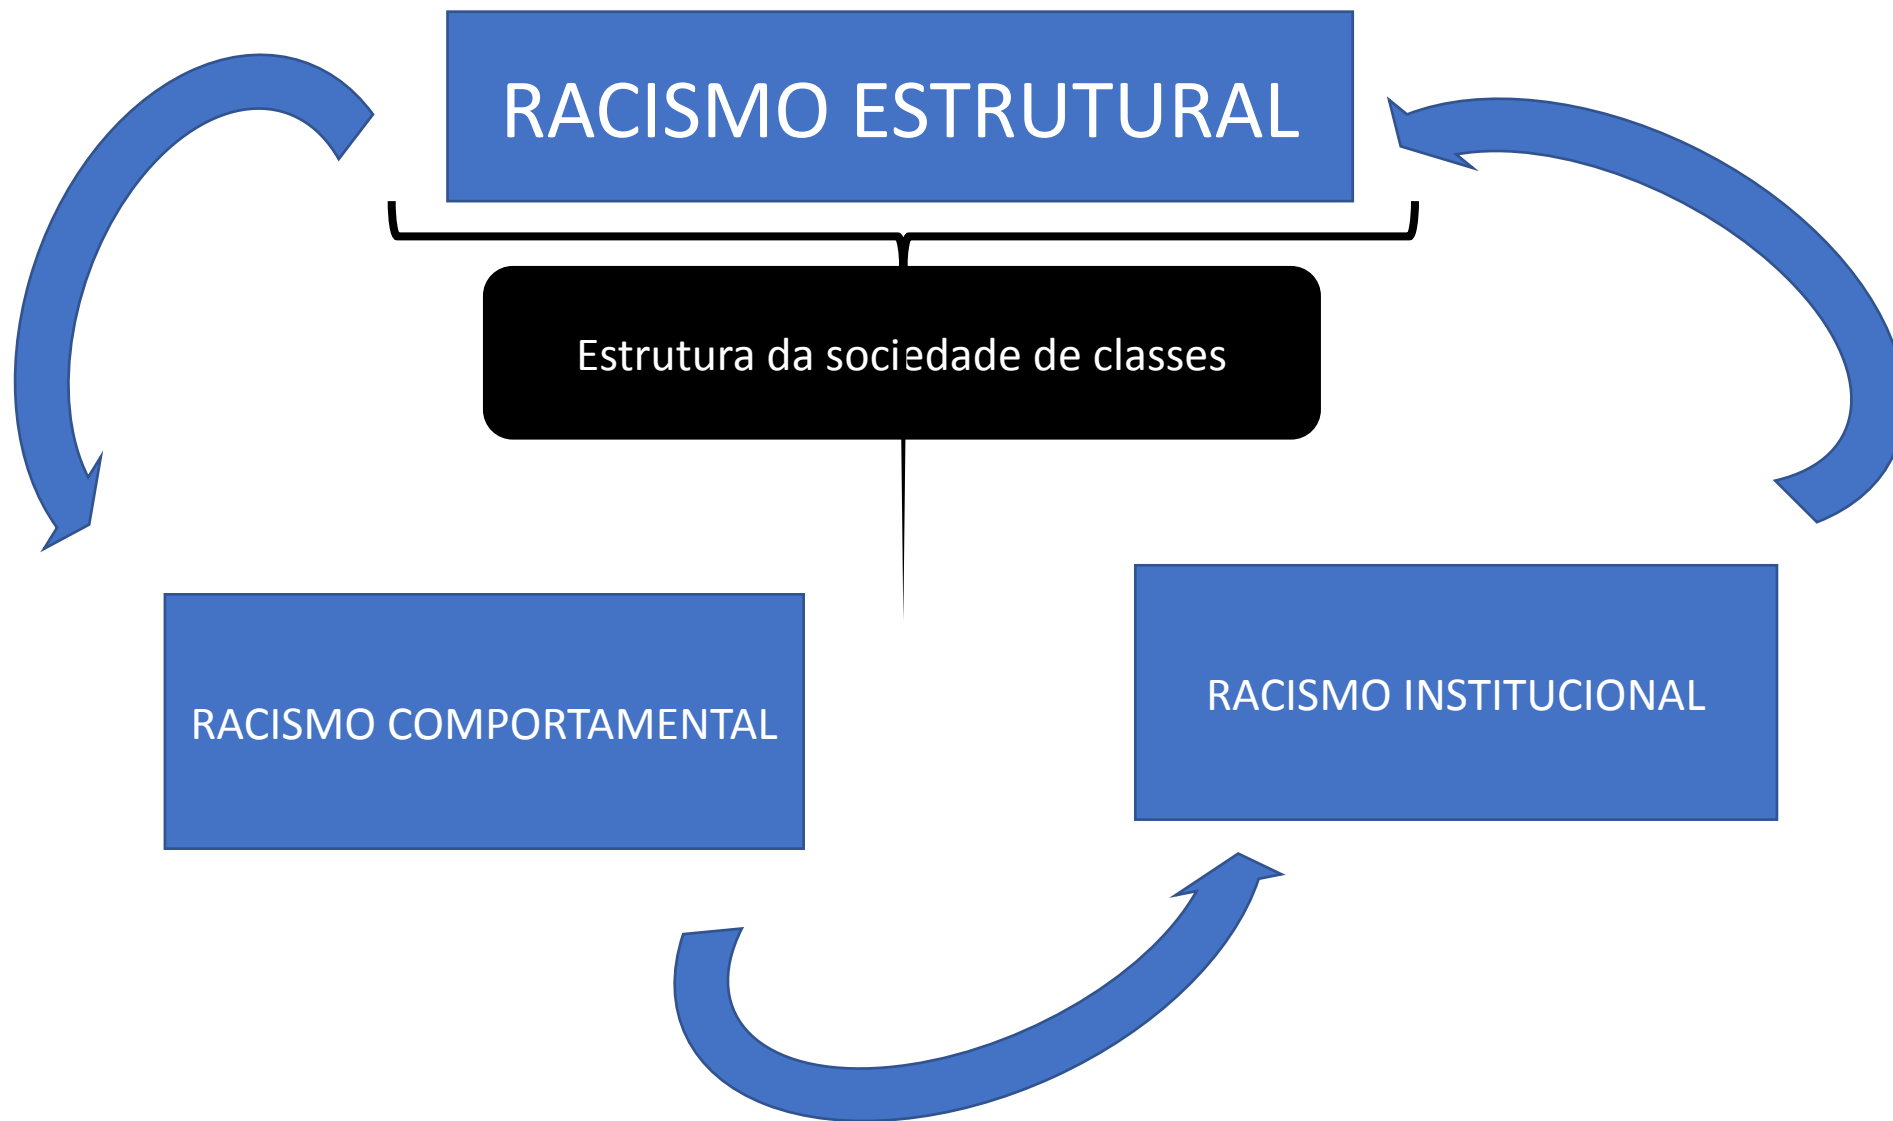 RACISMO ESTRUTURAL
Estrutura da sociedade de classes
RACISMO INSTITUCIONAL
RACISMO COMPORTAMENTAL